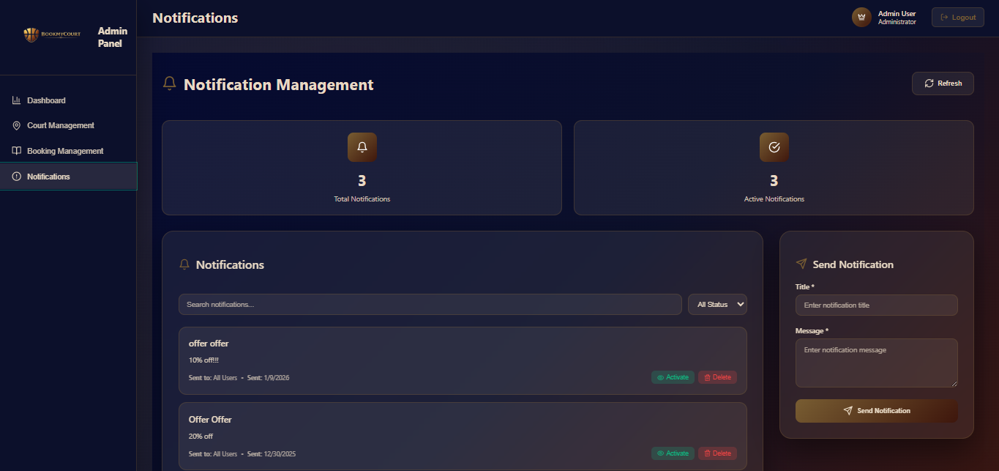 BOOKMYCOURT
Admin
Panel
Notifications
Admin User
Administrator
Logout
Dashboard
Court Management
Booking Management
Notifications
Notification Management
Refresh
3
Total Notifications
3
Active Notifications
Notifications
Search notifications...
All Status
offer offer
10% off!!!
Sent to: All Users • Sent: 1/9/2026
Activate
Delete
Offer Offer
20% off
Sent to: All Users • Sent: 12/30/2025
Activate
Delete
Send Notification
Title *
Enter notification title
Message *
Enter notification message
Send Notification